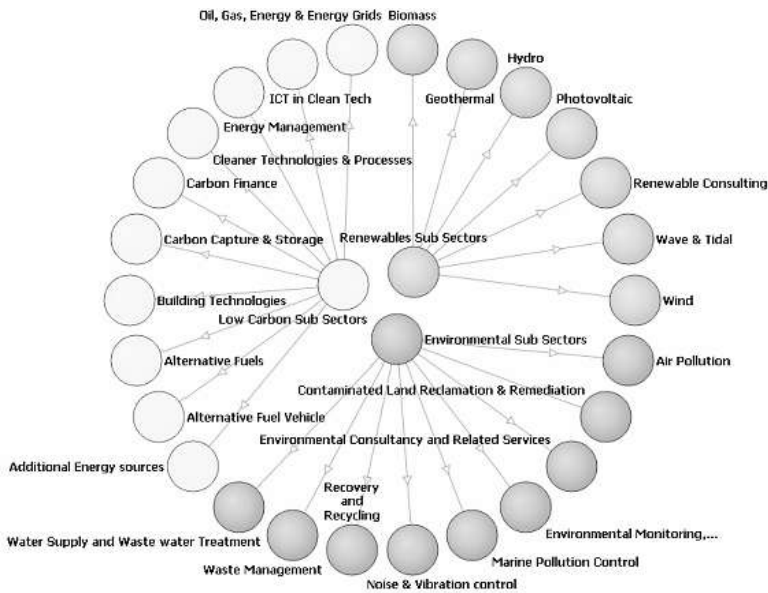 Oil, Gas, Energy & Energy Grids
Biomass
Hydro
ICT in Clean Tech
Geothermal
Photovoltaic
Energy Management
Cleaner Technologies & Processes
Carbon Finance
Renewable Consulting
Carbon Capture & Storage
Renewables Sub Sectors
Wave & Tidal
Building Technologies
Wind
Low Carbon Sub Sectors
Environmental Sub Sectors
Alternative Fuels
Air Pollution
Contaminated Land Reclamation & Remediation
Alternative Fuel Vehicle
Environmental Consultancy and Related Services
Additional Energy sources
Recovery
and
Recycling
Water Supply and Waste water Treatment
Environmental Monitoring,...
Waste Management
Marine Pollution Control
Noise & Vibration control